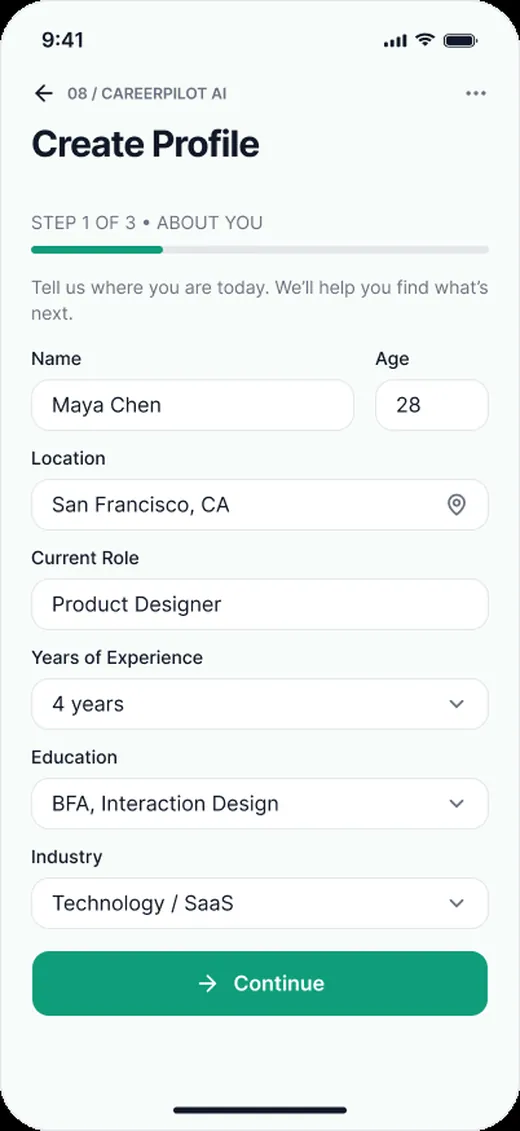 9:41
08 / CAREERPILOT AI
Create Profile
STEP 1 OF 3 • ABOUT YOU
Tell us where you are today. We’ll help you find what’s
next.
Name
Age
Maya Chen
28
Location
San Francisco, CA
Current Role
Product Designer
Years of Experience
4 years
Education
BFA, Interaction Design
Industry
Technology / SaaS
Continue